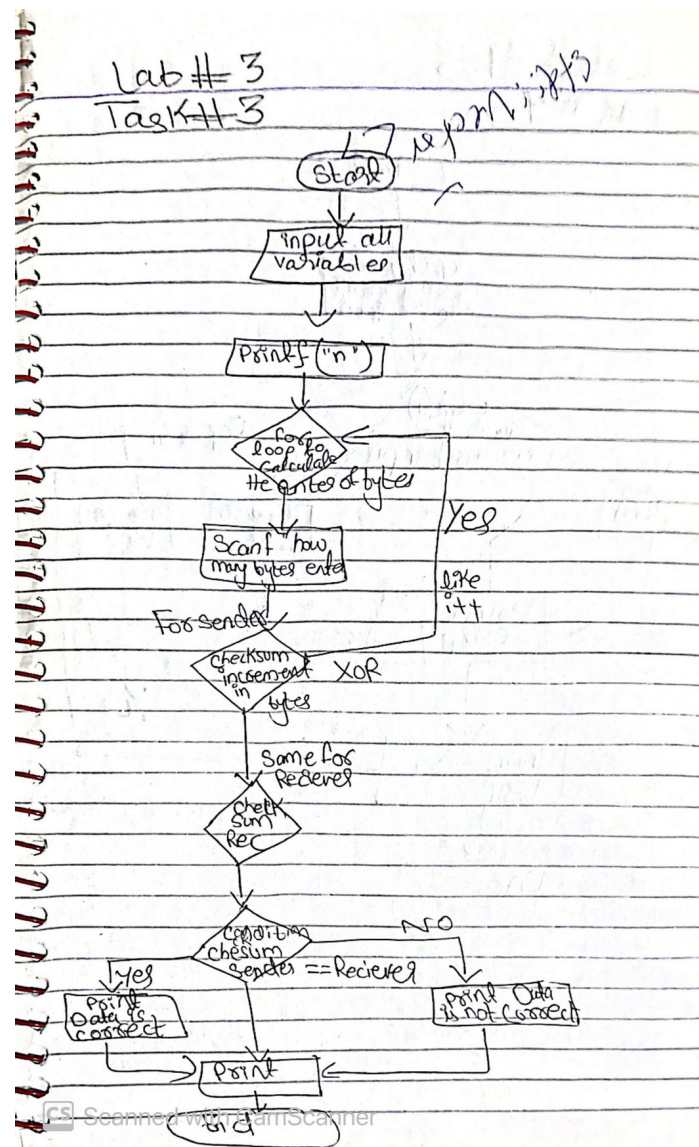 Lab # 3
Task # 3
Start
input all
variables
Printf ("n")
For
loop to
Calculate
the enter of bytes
Scanf how
many bytes enter
Yes
like
i++
For sender
Checksum
increment
in
bytes
XOR
Same for
Reciever
Check
Sum
Rec
Condition
chesum
Sender == Reciever
Yes
NO
Print
Data is
correct
print Data
is not correct
Print
End
CS Scanned with CamScanner